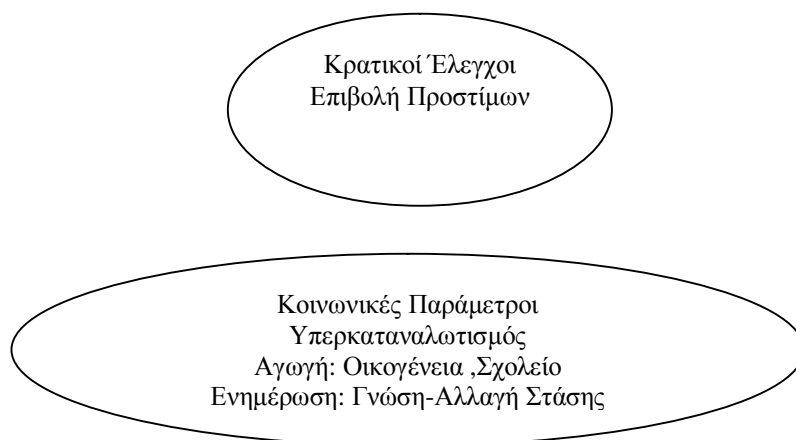 Κρατικοί Έλεγχοι
Επιβολή Προστίμων
Κοινωνικές Παράμετροι
Υπερκαταναλωτισμός
Αγωγή: Οικογένεια ,Σχολείο
Ενημέρωση: Γνώση-Αλλαγή Στάσης